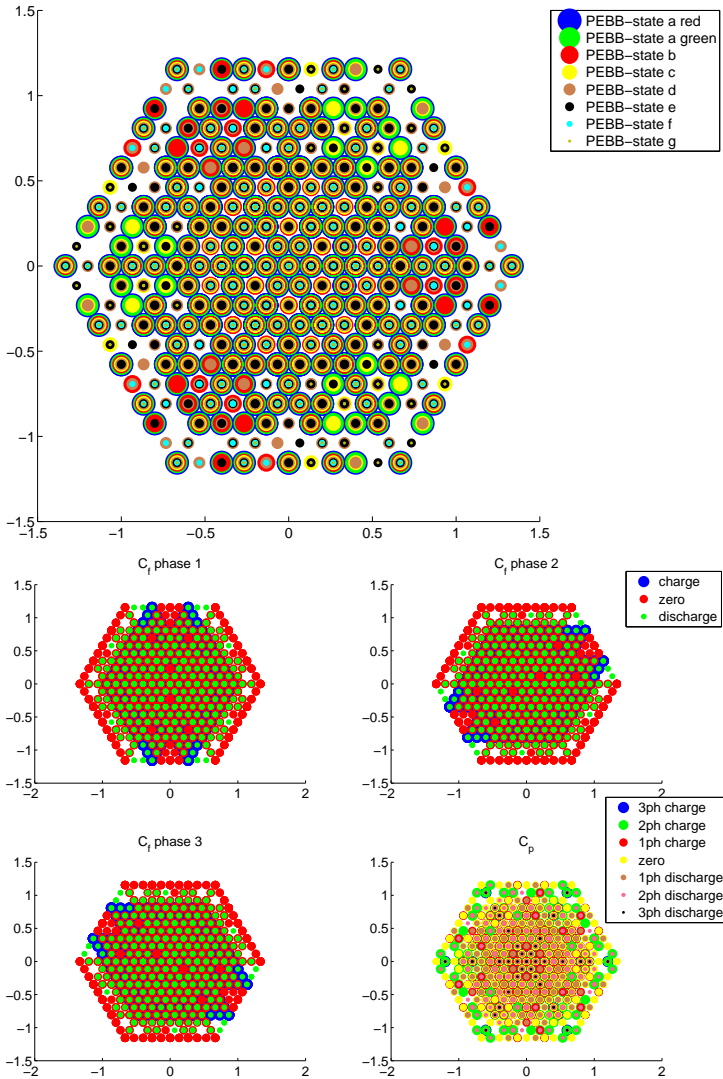 1.5
1
0.5
0
−0.5
−1
−1.5
−1.5
−1
−0.5
0
0.5
1
1.5
PEBB−state a red
PEBB−state a green
PEBB−state b
PEBB−state c
PEBB−state d
PEBB−state e
PEBB−state f
PEBB−state g
C_f phase 1
1.5
1
0.5
0
−0.5
−1
−1.5
−2
−1
0
1
2
C_f phase 2
1.5
1
0.5
0
−0.5
−1
−1.5
−2
−1
0
1
2
charge
zero
discharge
C_f phase 3
1.5
1
0.5
0
−0.5
−1
−1.5
−2
−1
0
1
2
C_p
1.5
1
0.5
0
−0.5
−1
−1.5
−2
−1
0
1
2
3ph charge
2ph charge
1ph charge
zero
1ph discharge
2ph discharge
3ph discharge